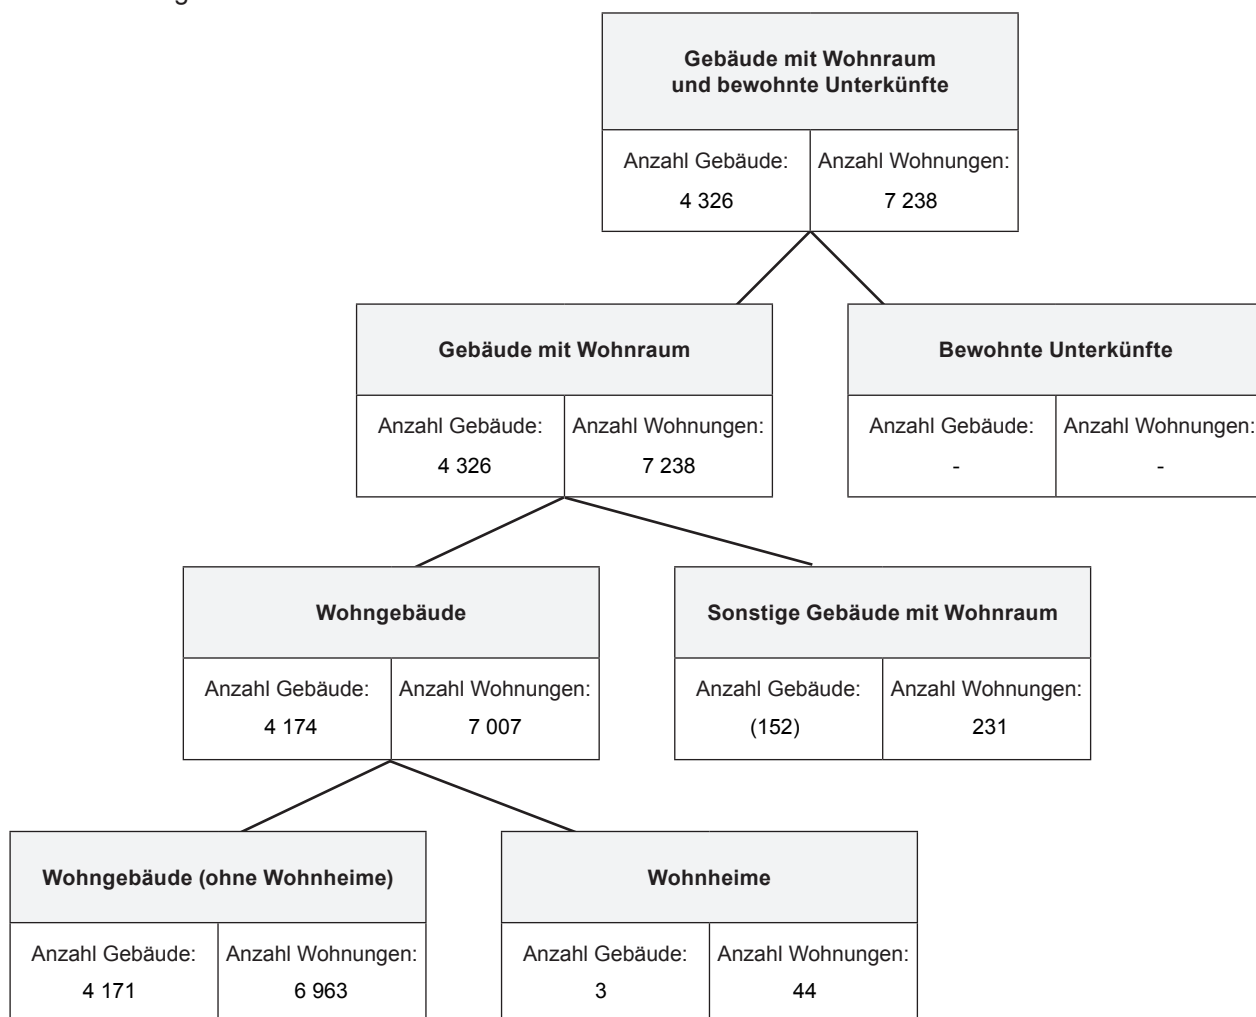 Gebäude mit Wohnraum
und bewohnte Unterkünfte
Anzahl Gebäude: Anzahl Wohnungen:
4 326 7 238
Gebäude mit Wohnraum Bewohnte Unterkünfte
Anzahl Gebäude: Anzahl Wohnungen: Anzahl Gebäude: Anzahl Wohnungen:
4 326 7 238 - -
Wohngebäude Sonstige Gebäude mit Wohnraum
Anzahl Gebäude: Anzahl Wohnungen: Anzahl Gebäude: Anzahl Wohnungen:
4 174 7 007 (152) 231
Wohngebäude (ohne Wohnheime) Wohnheime
Anzahl Gebäude: Anzahl Wohnungen: Anzahl Gebäude: Anzahl Wohnungen:
4 171 6 963 3 44